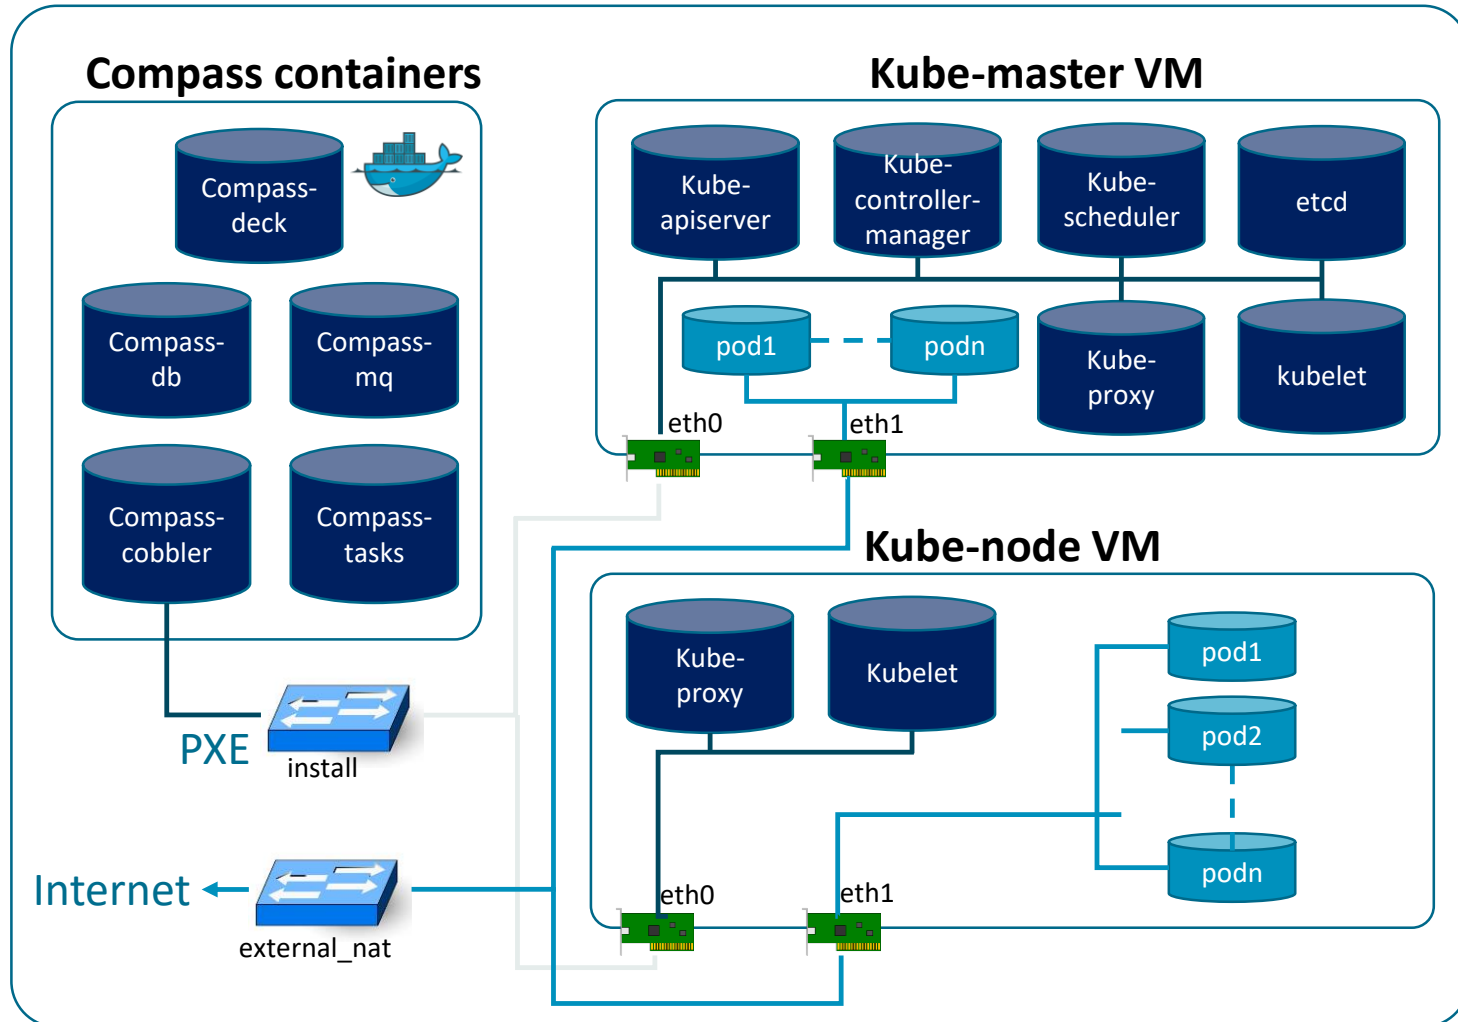 Compass containers
Compass-
deck
Compass-
db
Compass-
mq
Compass-
cobbler
Compass-
tasks
PXE
install
Internet
external_nat
Kube-master VM
Kube-
apiserver
Kube-
controller-
manager
Kube-
scheduler
etcd
pod1
podn
Kube-
proxy
kubelet
eth0
eth1
Kube-node VM
Kube-
proxy
Kubelet
pod1
pod2
podn
eth0
eth1